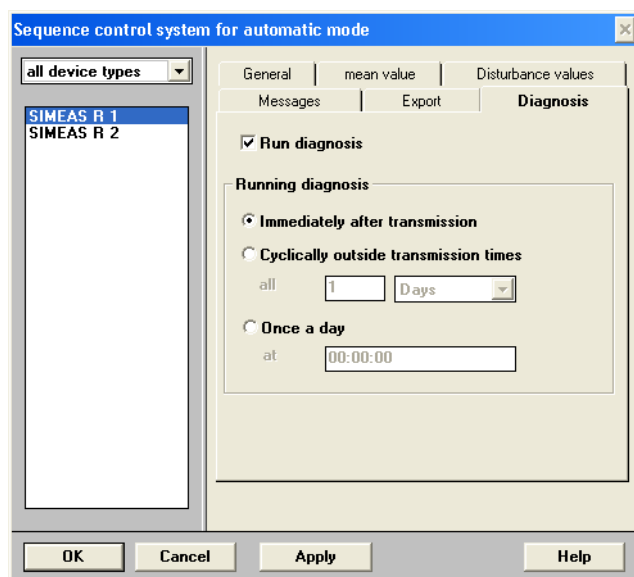 Sequence control system for automatic mode
all device types
SIMEAS R 1
SIMEAS R 2
General
mean value
Disturbance values
Messages
Export
Diagnosis
Run diagnosis
Running diagnosis
Immediately after transmission
Cyclically outside transmission times
all
1
Days
Once a day
at
00:00:00
OK
Cancel
Apply
Help